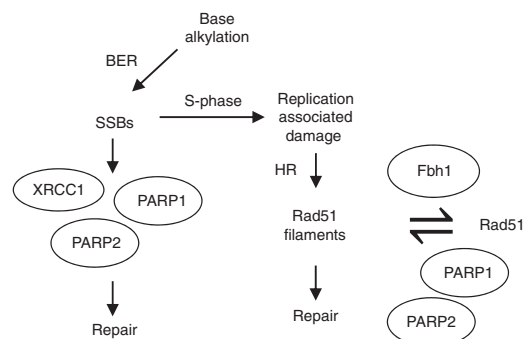 Base
alkylation
BER
S-phase
SSBs
Replication
associated
damage
HR
Fbh1
XRCC1
PARP1
PARP2
Rad51
filaments
Rad51
PARP1
PARP2
Repair
Repair